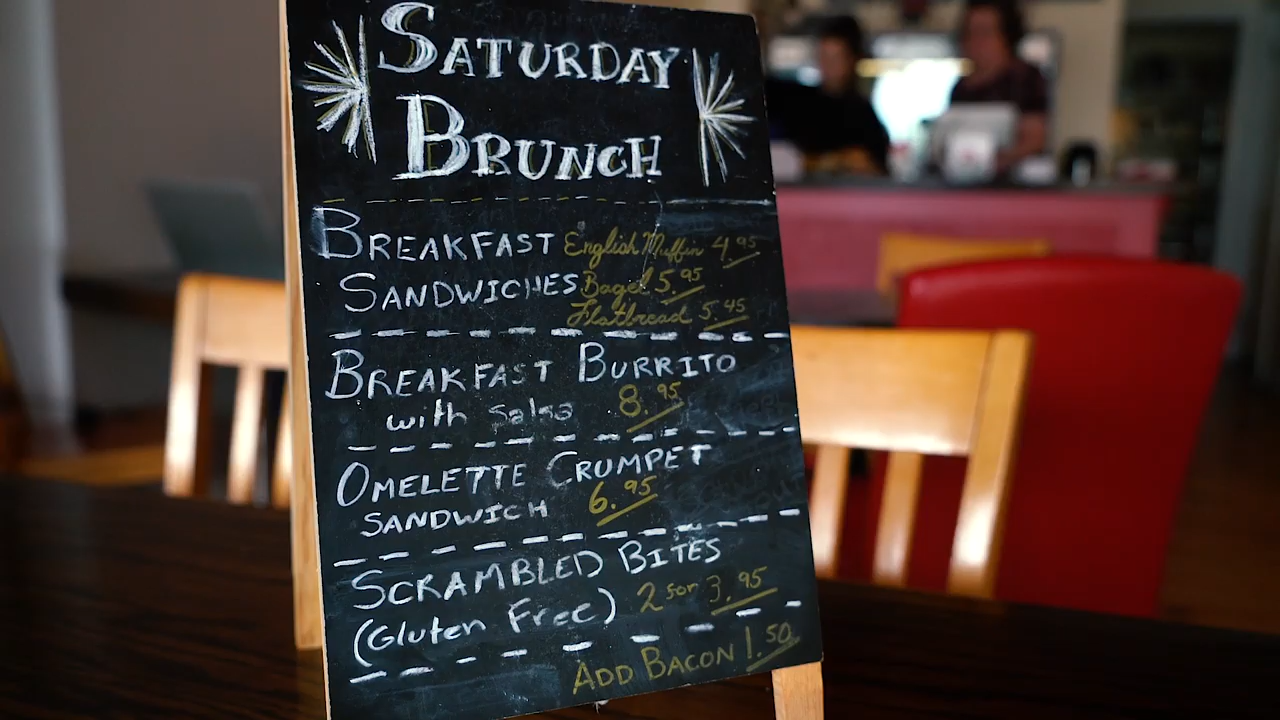 SATURDAY
BRUNCH
BREAKFAST English Muffin 4.95
SANDWICHES Bagel 5.95
Flatbread 5.45
BREAKFAST BURRITO
with Salsa 8.95
OMELETTE CRUMPET
SANDWICH 6.95
SCRAMBLED BITES
(Gluten Free) 2 for 3.95
ADD BACON 1.50